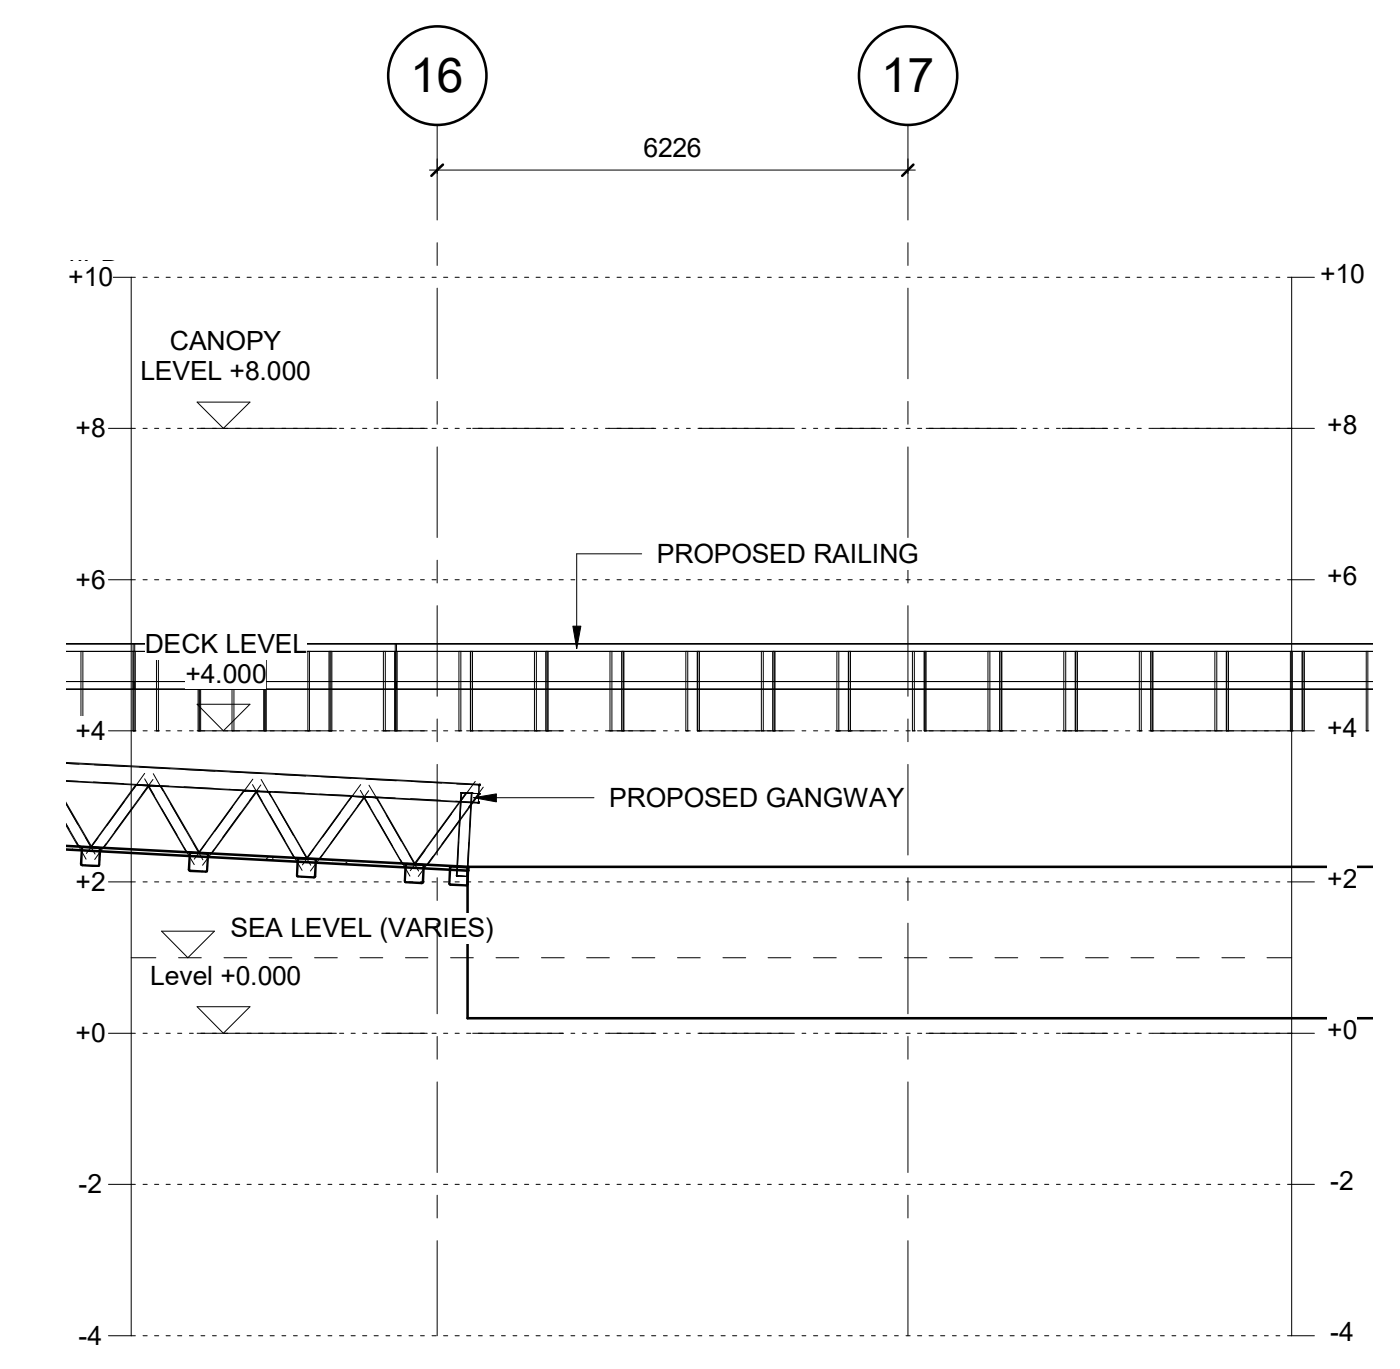 16
17
6226
+10
+10
CANOPY
LEVEL +8.000
+8
+8
PROPOSED RAILING
+6
+6
DECK LEVEL
+4.000
+4
+4
PROPOSED GANGWAY
+2
+2
SEA LEVEL (VARIES)
Level +0.000
+0
+0
-2
-2
-4
-4